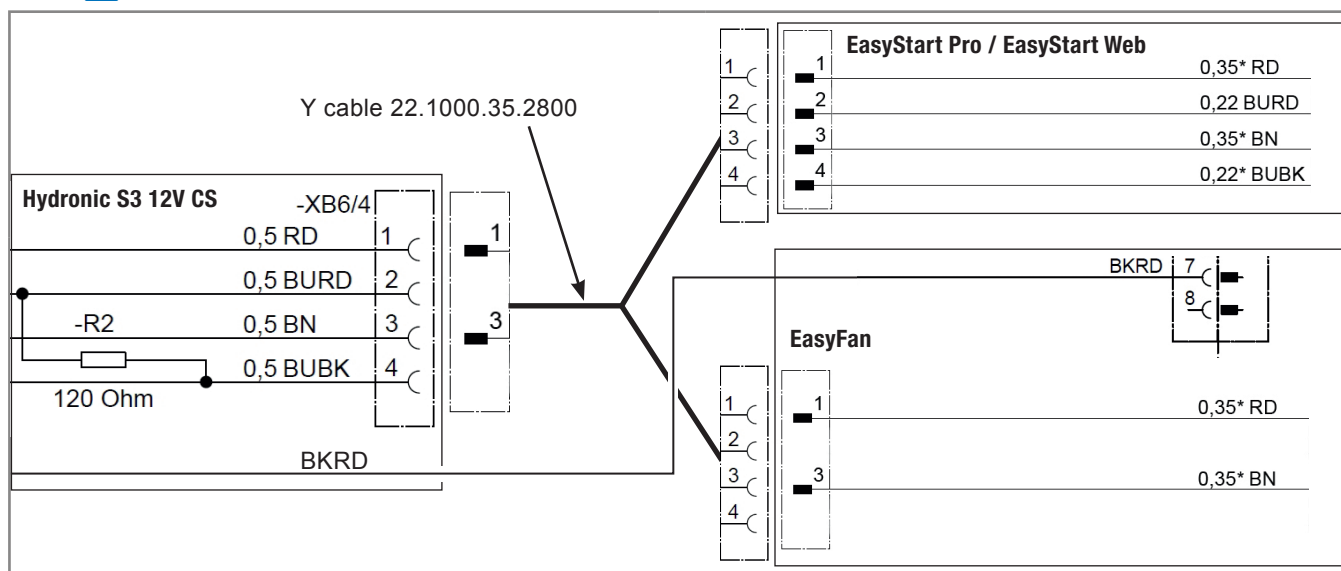 EasyStart Pro / EasyStart Web
1
2
3
4
1
2
3
4
0,35* RD
0,22 BURD
0,35* BN
0,22* BUBK
Y cable 22.1000.35.2800
Hydronic S3 12V CS
-XB6/4
0,5 RD
1
0,5 BURD
2
-R2
0,5 BN
3
0,5 BUBK
4
120 Ohm
BKRD
1
3
BKRD
7
8
EasyFan
1
2
3
4
1
3
0,35* RD
0,35* BN